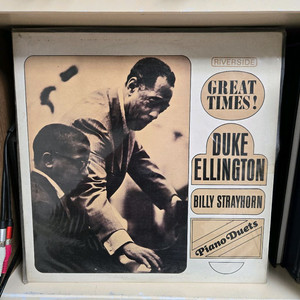 RIVERSIDE
GREAT
TIMES!
DUKE
ELLINGTON
BILLY STRAYHORN
Piano Duets